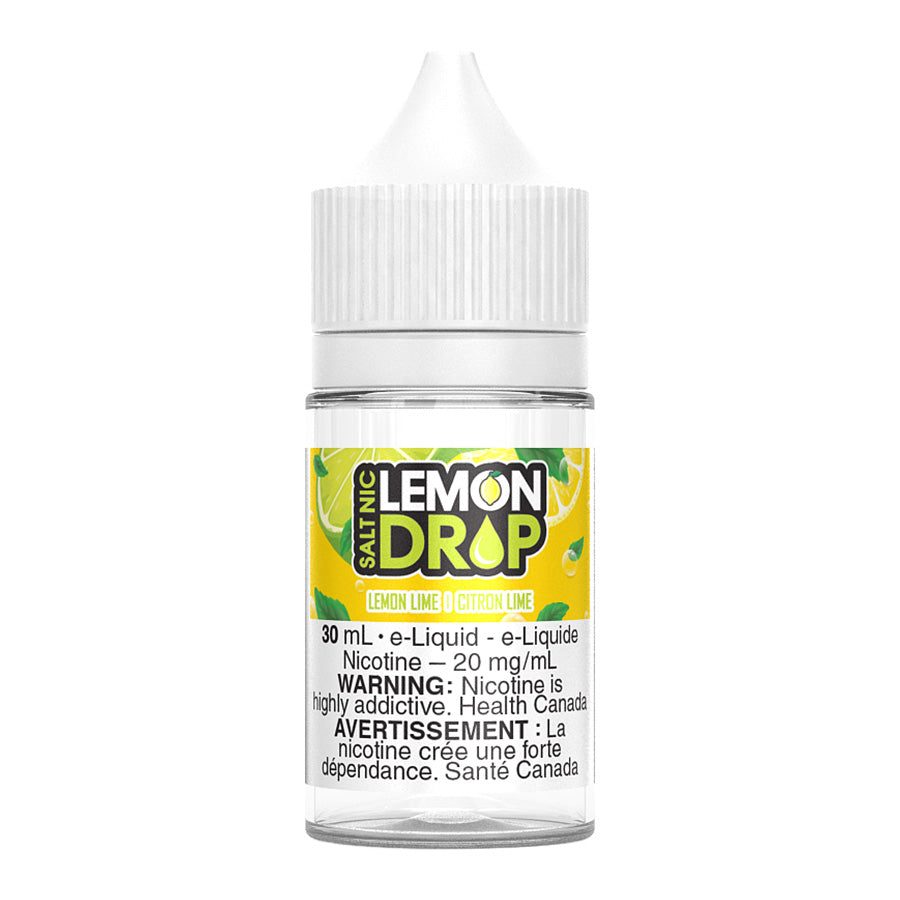 SALT NIC
LEMON
DROP
LEMON LIME | CITRON LIME
30 mL • e-Liquid - e-Liquide
Nicotine – 20 mg/mL
WARNING: Nicotine is
highly addictive. Health Canada
AVERTISSEMENT : La
nicotine crée une forte
dépendance. Santé Canada